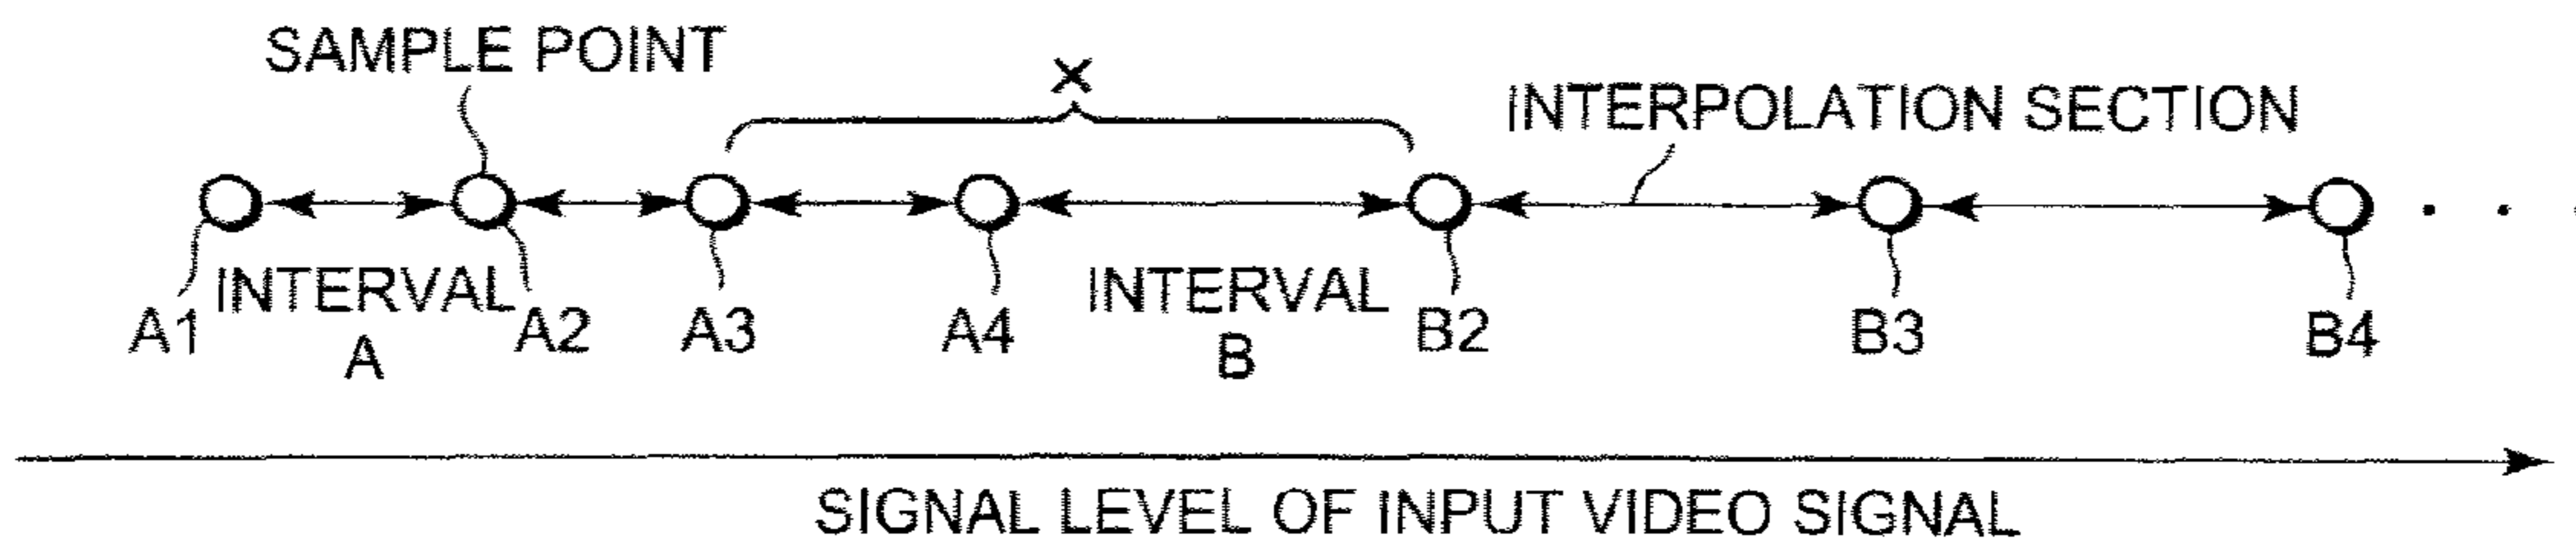 SAMPLE POINT
X
INTERPOLATION SECTION
A1
INTERVAL
A
A2
A3
A4
INTERVAL
B
B2
B3
B4
SIGNAL LEVEL OF INPUT VIDEO SIGNAL